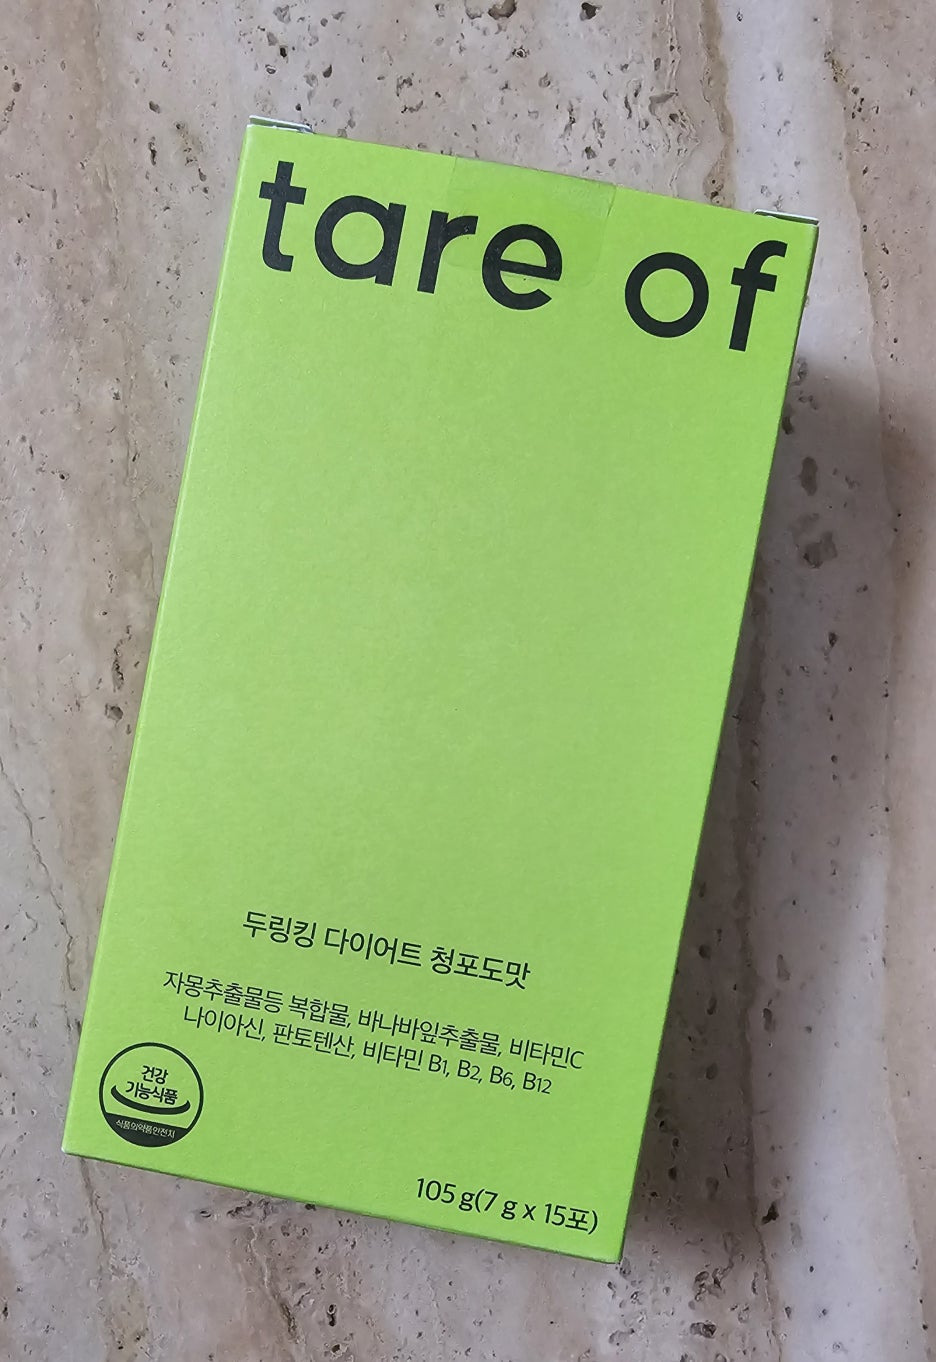 tare of
두링킹 다이어트 청포도맛
자몽추출물등 복합물, 바나바잎추출물, 비타민C
나이아신, 판토텐산, 비타민 B1, B2, B6, B12
건강
기능식품
식품의약품안전처
105 g(7 g x 15포)